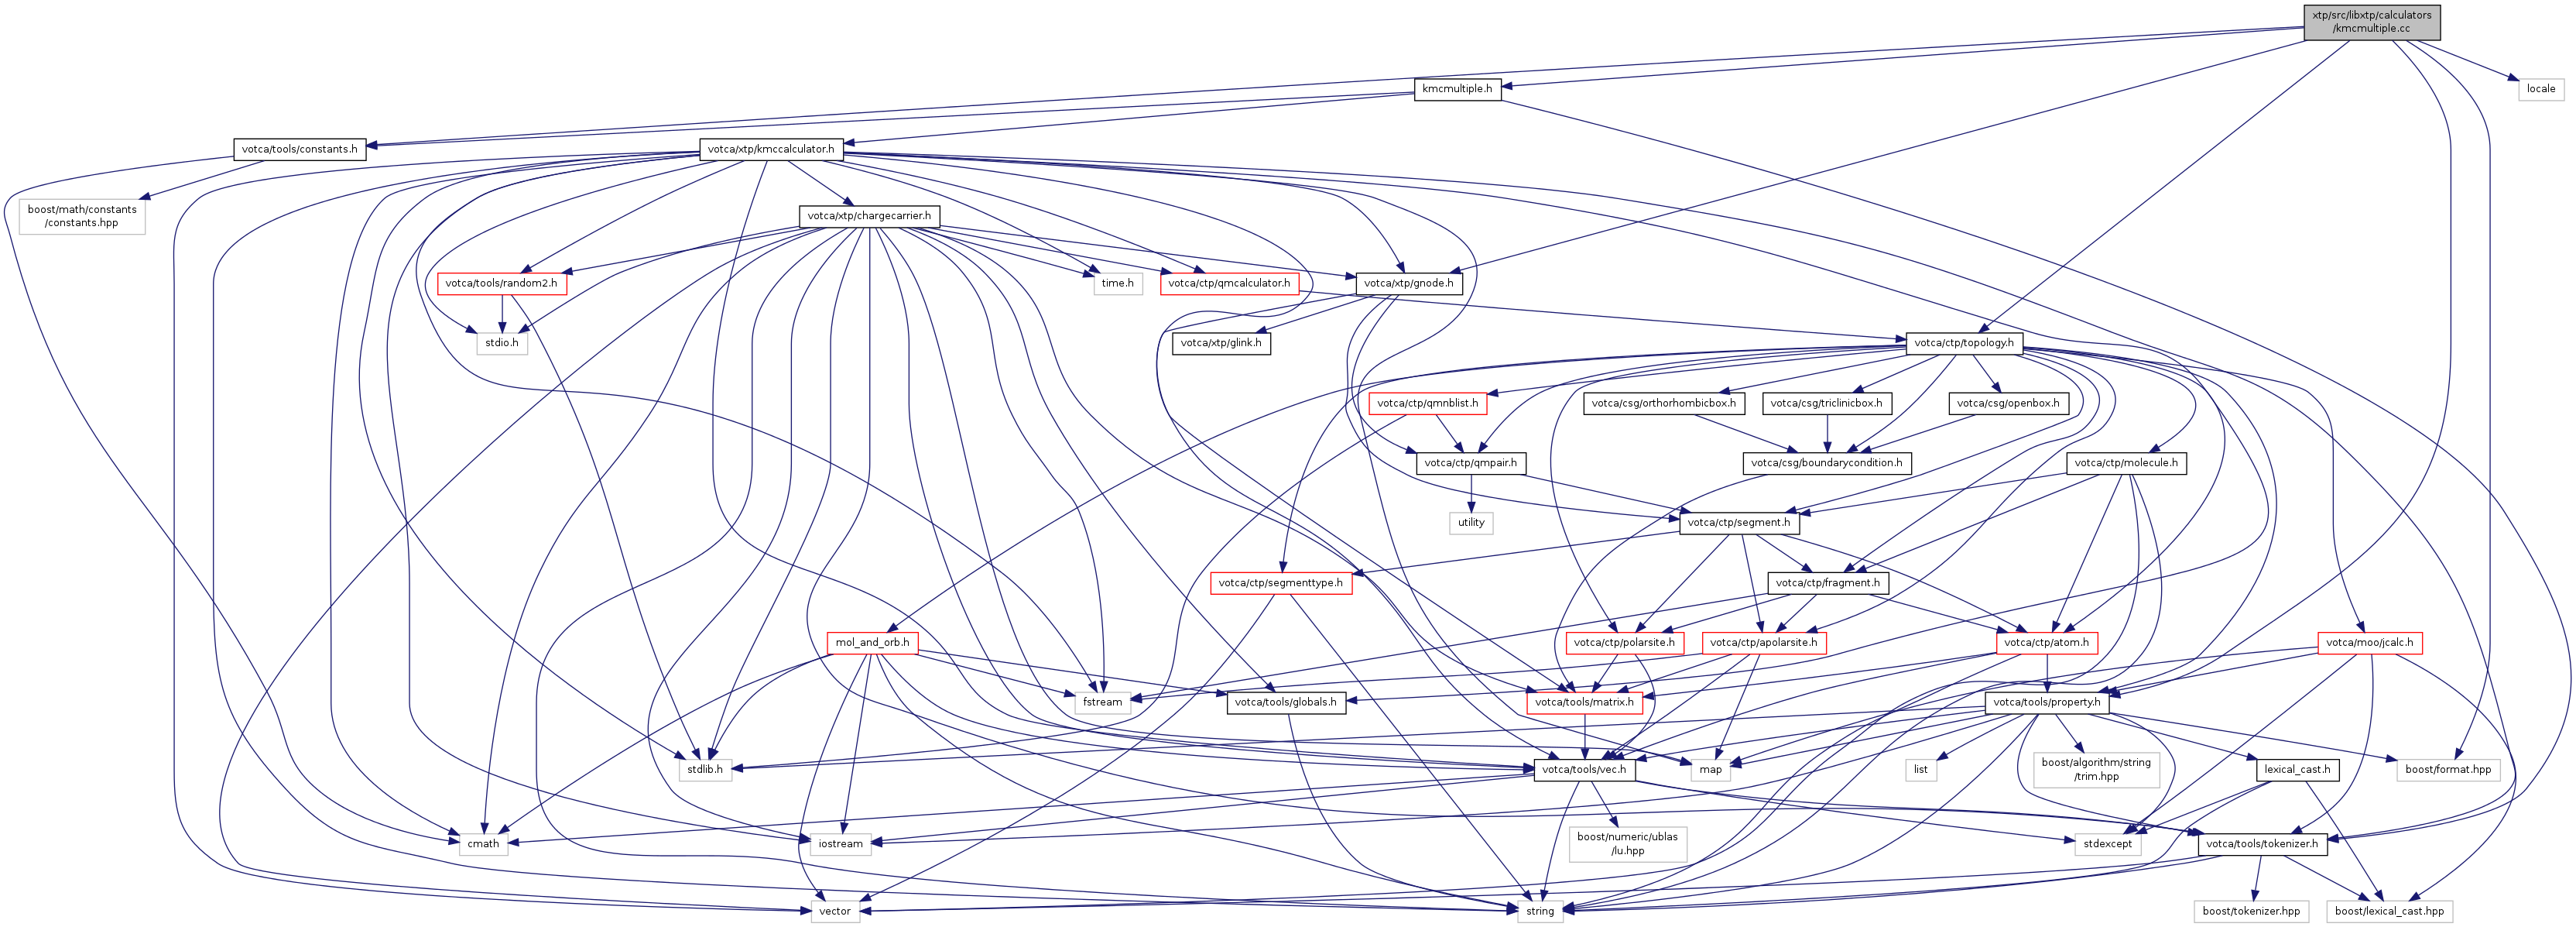 xtp/src/libxtp/calculators
/kmcmultiple.cc
kmcmultiple.h
locale
votca/tools/constants.h
votca/xtp/kmccalculator.h
boost/math/constants
/constants.hpp
votca/xtp/chargecarrier.h
votca/tools/random2.h
time.h
votca/ctp/qmcalculator.h
votca/xtp/gnode.h
stdio.h
votca/xtp/glink.h
votca/ctp/topology.h
votca/ctp/qmnblist.h
votca/csg/orthorhombicbox.h
votca/csg/triclinicbox.h
votca/csg/openbox.h
votca/ctp/qmpair.h
votca/csg/boundarycondition.h
votca/ctp/molecule.h
utility
votca/ctp/segment.h
votca/ctp/segmenttype.h
votca/ctp/fragment.h
mol_and_orb.h
votca/ctp/polarsite.h
votca/ctp/apolarsite.h
votca/ctp/atom.h
votca/moo/jcalc.h
fstream
votca/tools/globals.h
votca/tools/matrix.h
votca/tools/property.h
stdlib.h
votca/tools/vec.h
map
list
boost/algorithm/string
/trim.hpp
lexical_cast.h
boost/format.hpp
cmath
iostream
boost/numeric/ublas
/lu.hpp
stdexcept
votca/tools/tokenizer.h
vector
string
boost/tokenizer.hpp
boost/lexical_cast.hpp